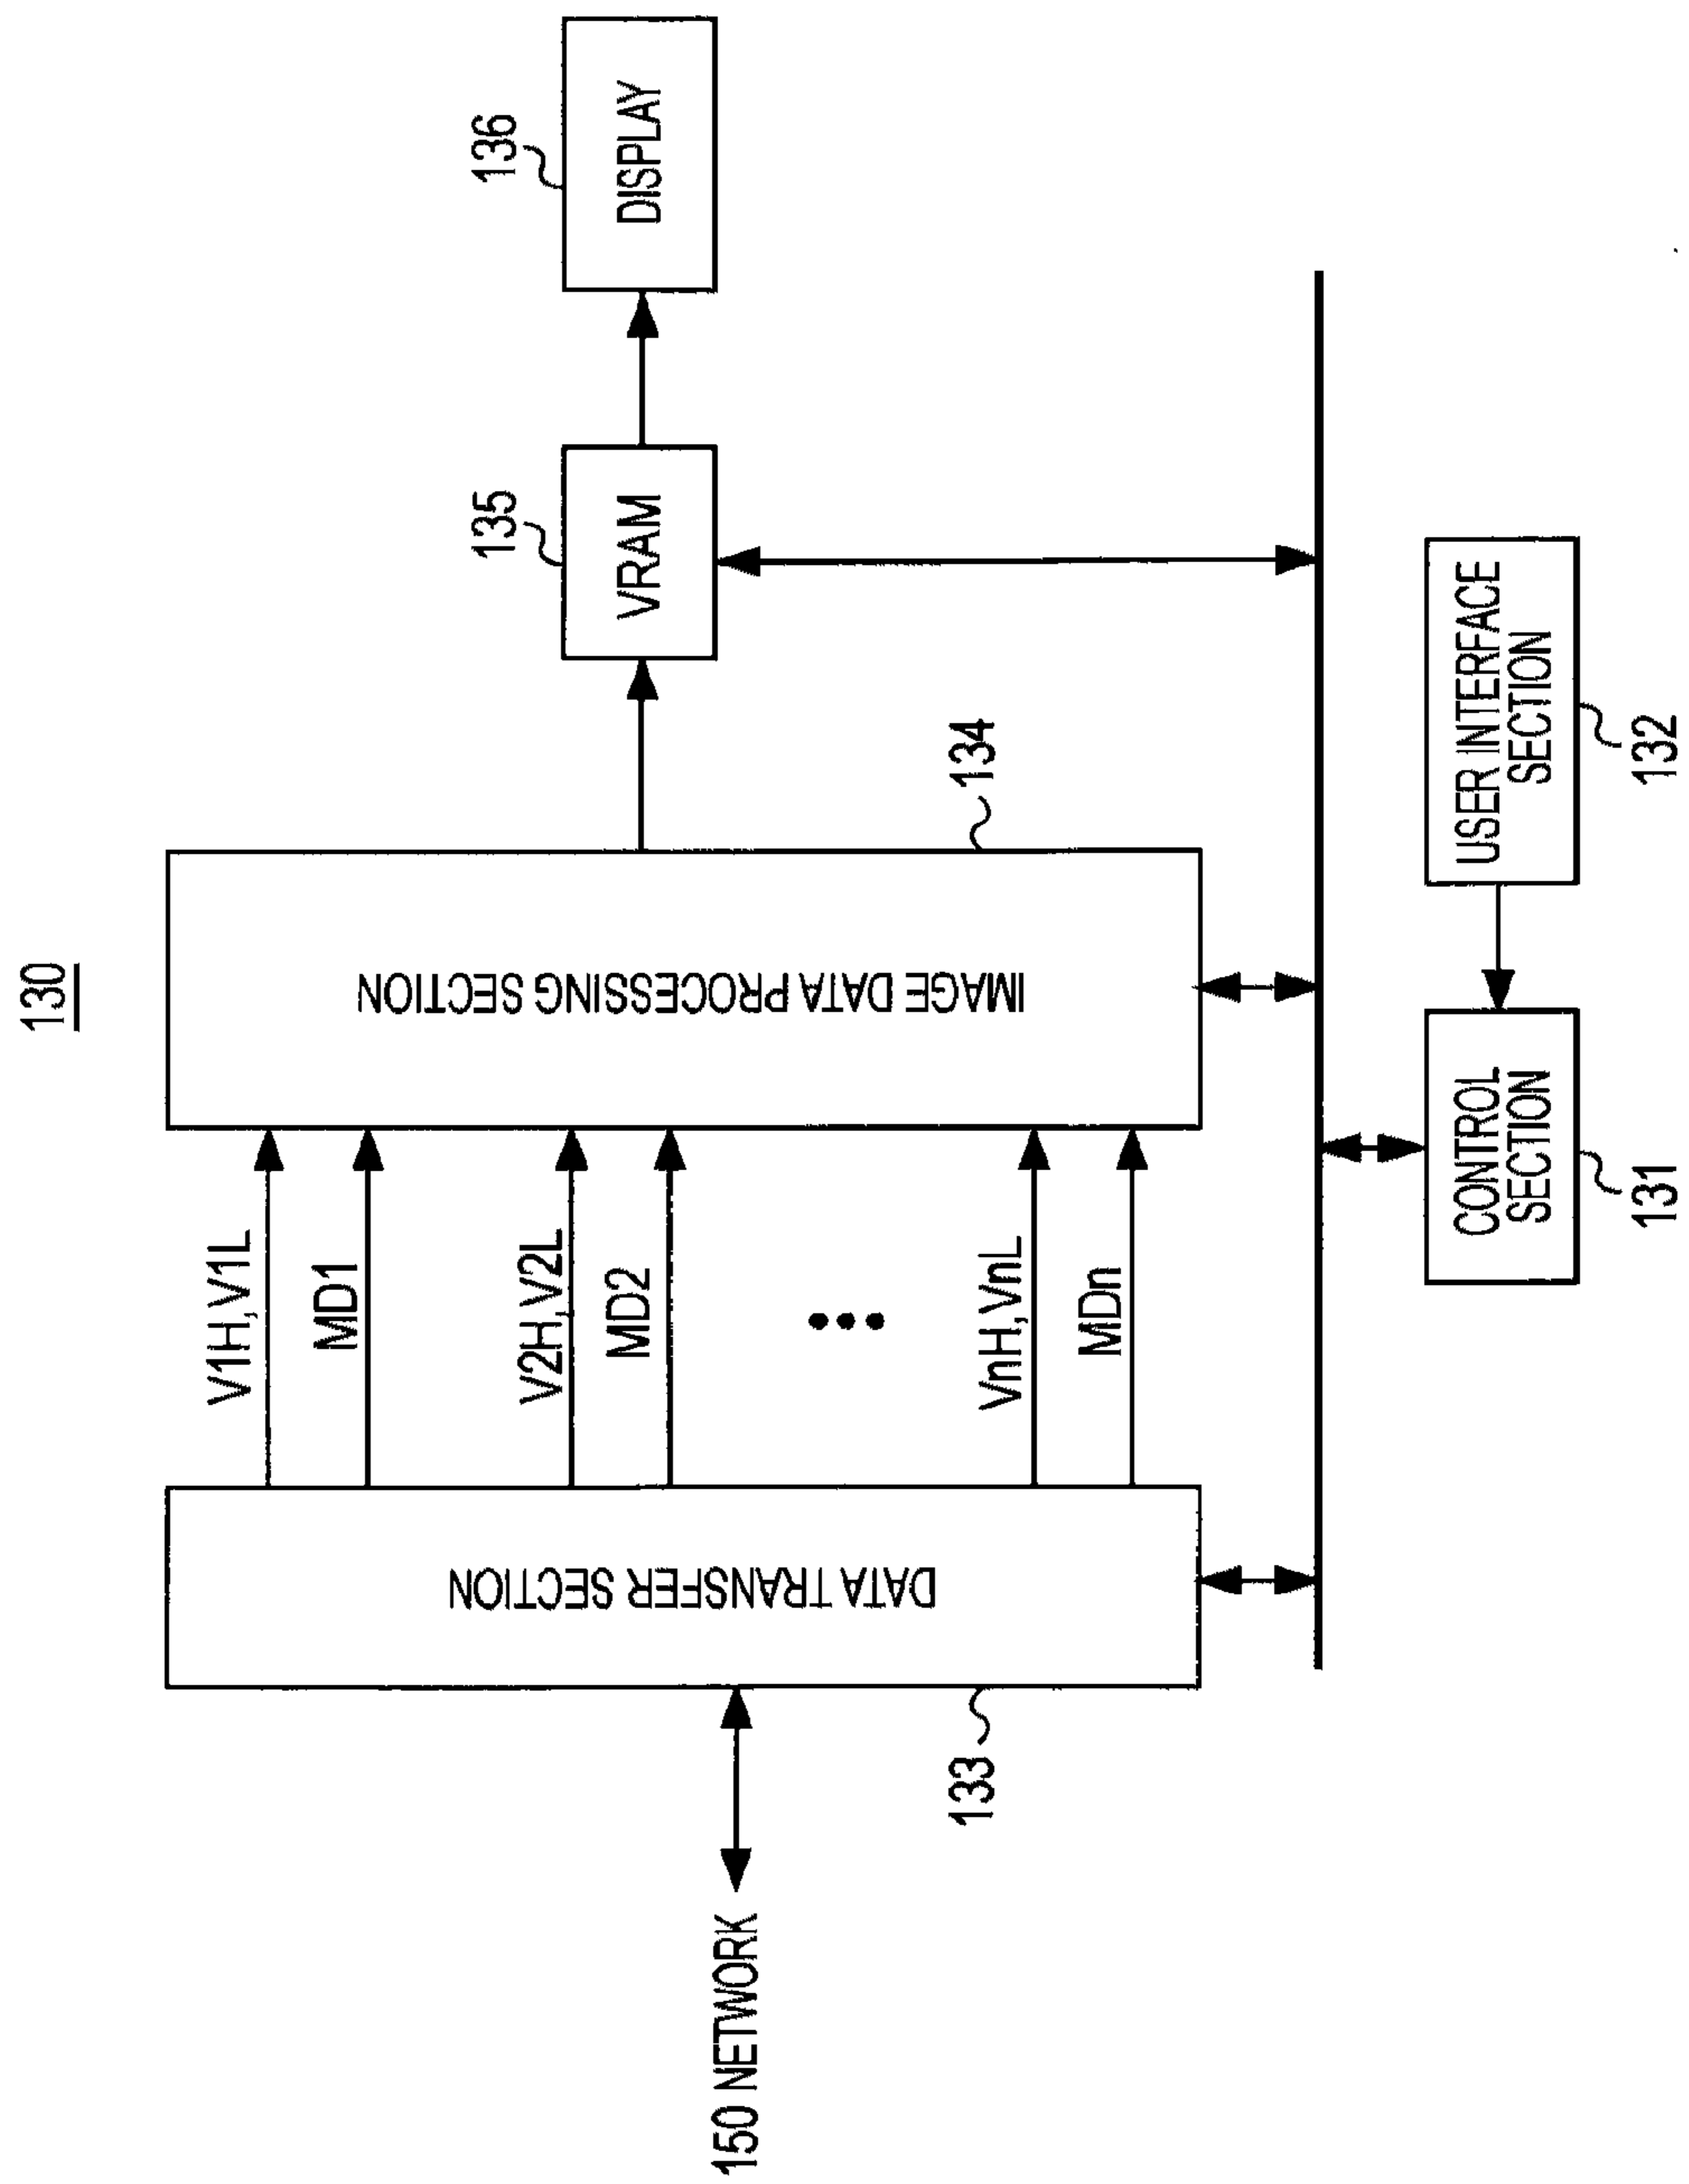 130
150 NETWORK
DATA TRANSFER SECTION
133
V1H,V1L
MD1
V2H,V2L
MD2
VnH,VnL
MDn
IMAGE DATA PROCESSING SECTION
134
VRAM
135
DISPLAY
136
CONTROL
SECTION
131
USER INTERFACE
SECTION
132